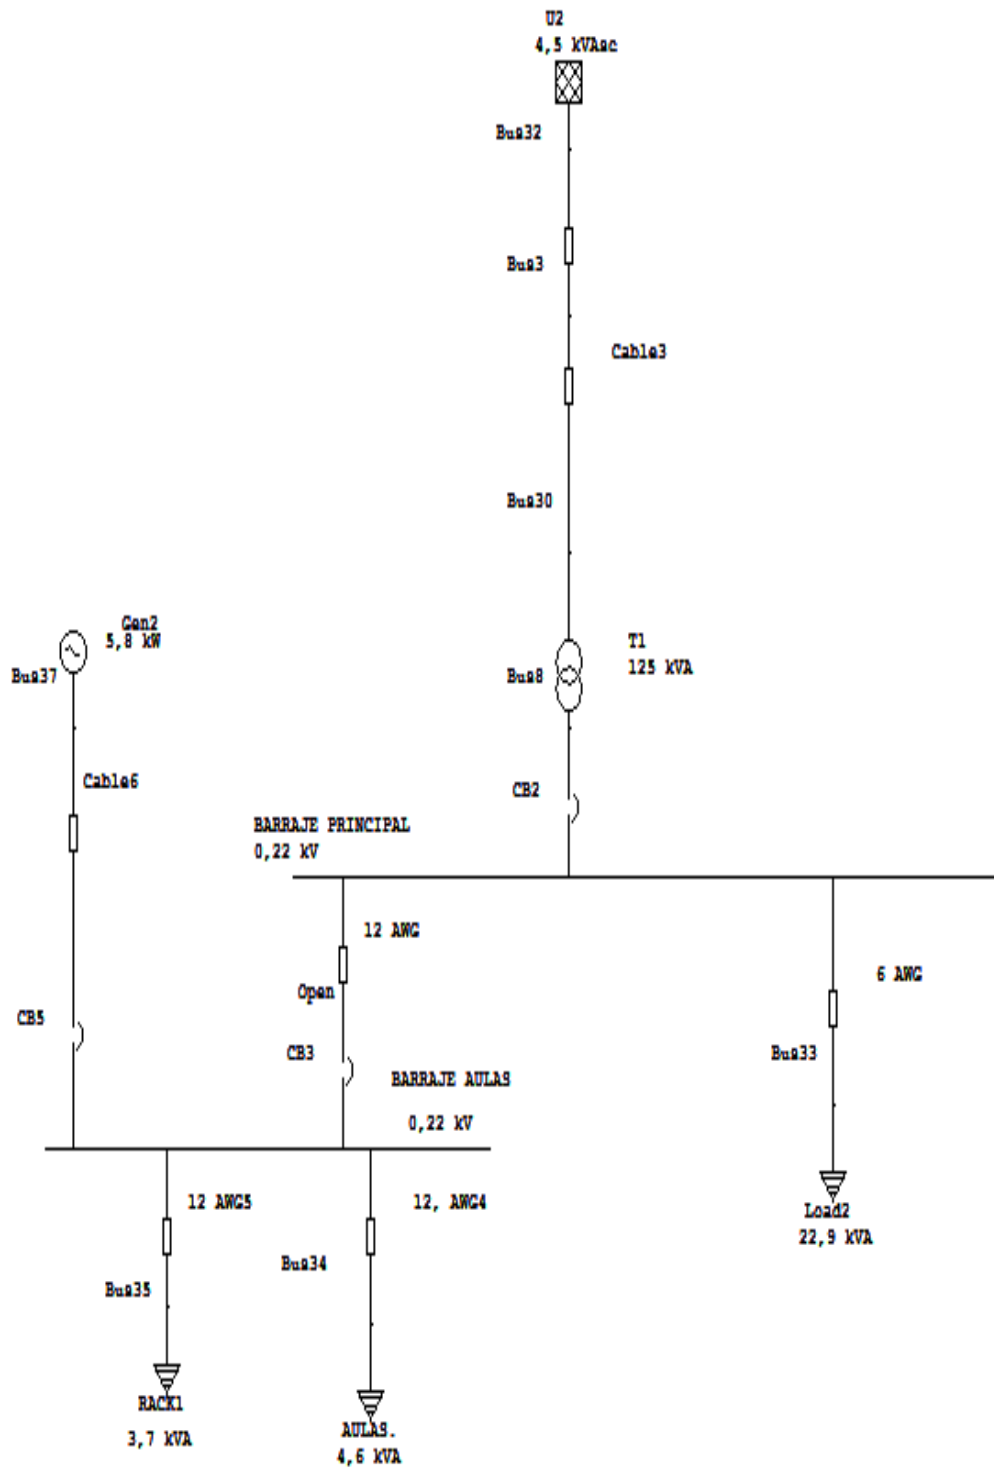 U2
4,5 kVAsc
Bus32
Bus3
Cable3
Bus30
Gen2
5,8 kW
T1
125 kVA
Bus37
Bus8
Cable6
CB2
BARRAJE PRINCIPAL
0,22 kV
12 AWG
6 AWG
Open
CB5
CB3
Bus33
BARRAJE AULAS
0,22 kV
12 AWG5
12, AWG4
Load2
22,9 kVA
Bus34
Bus35
RACK1
3,7 kVA
AULAS.
4,6 kVA